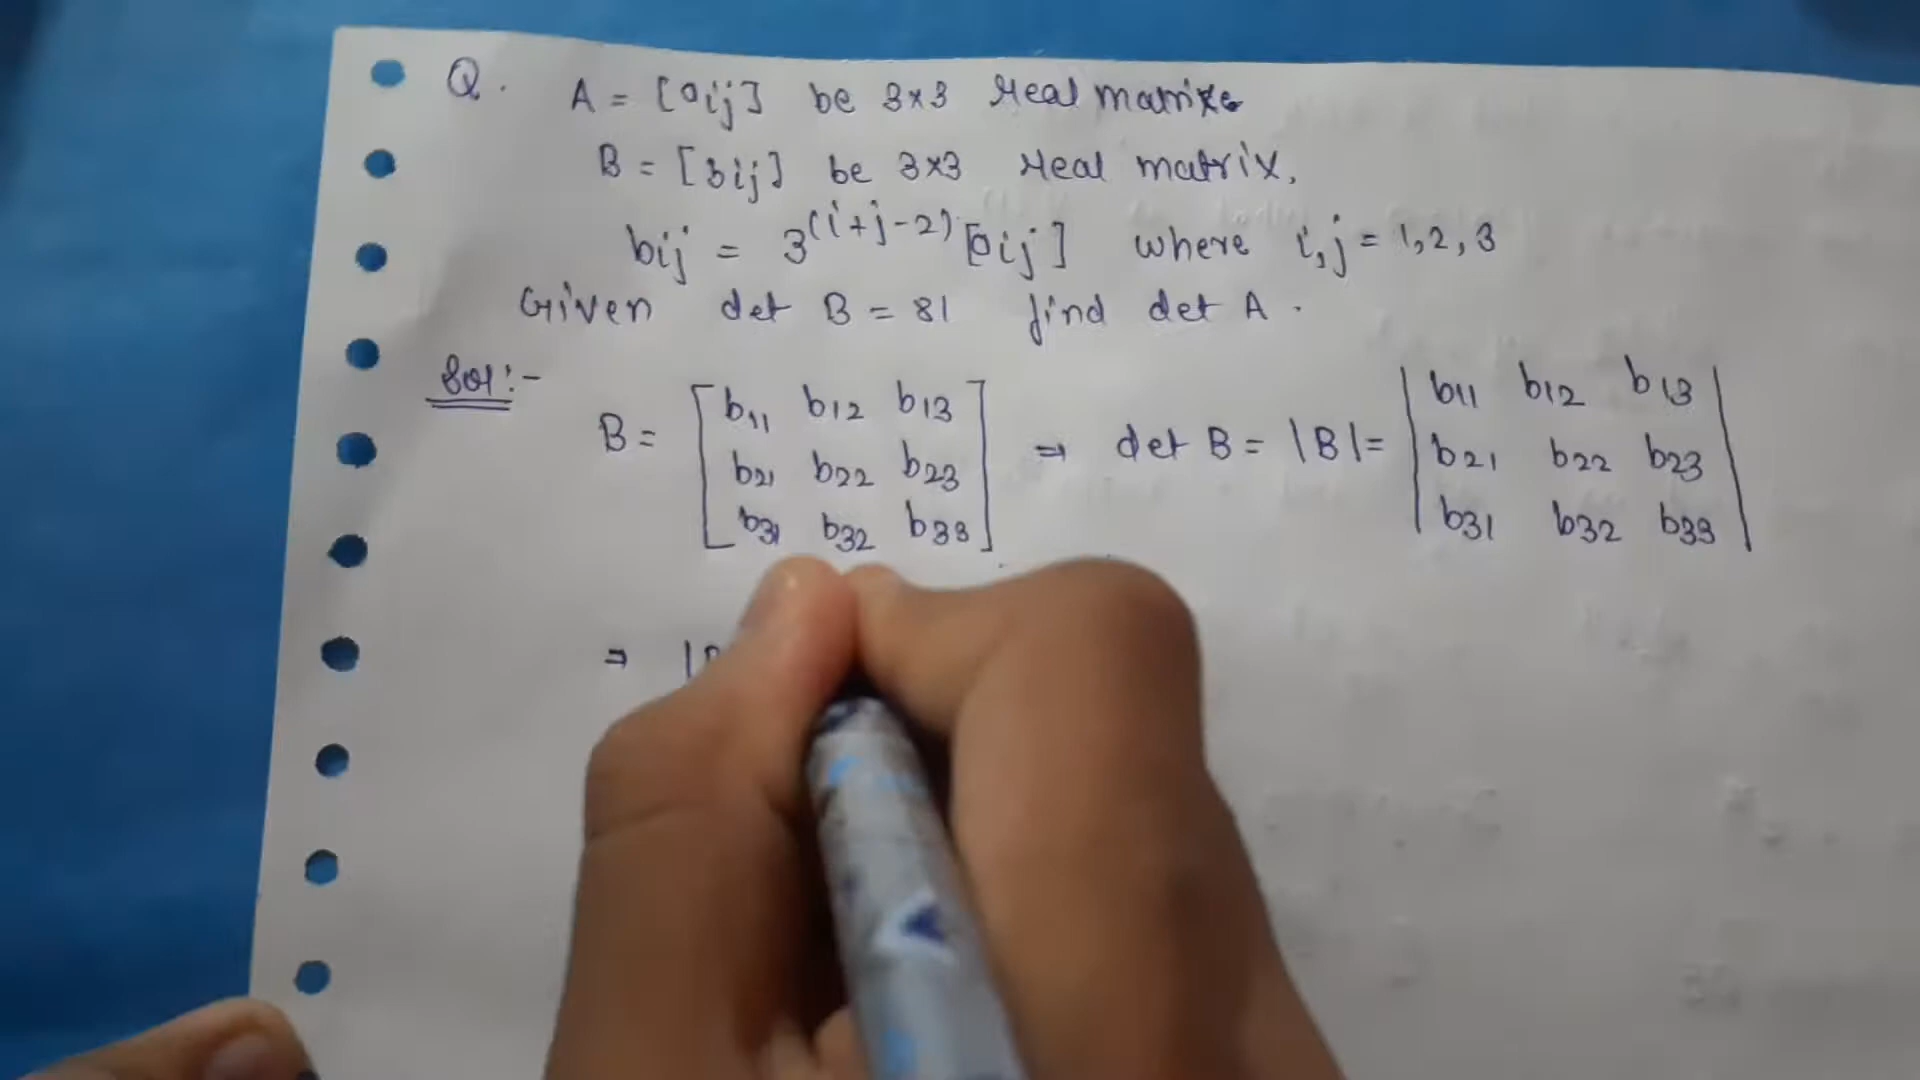 Q. A = [aij] be 3×3 real matrix
B = [bij] be 3×3 real matrix,
bij = 3^(i+j-2) [aij] where i,j = 1,2,3
Given det B = 81 find det A.
Sol:-
B = [b11 b12 b13
b21 b22 b23
b31 b32 b33]
⇒ det B = |B| = |b11 b12 b13
b21 b22 b23
b31 b32 b33|
⇒ |